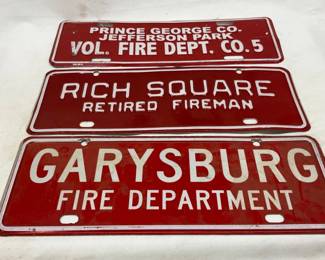 PRINCE GEORGE CO.
JEFFERSON PARK
VOL. FIRE DEPT. CO. 5
RICH SQUARE
RETIRED FIREMAN
GARYSBURG
FIRE DEPARTMENT